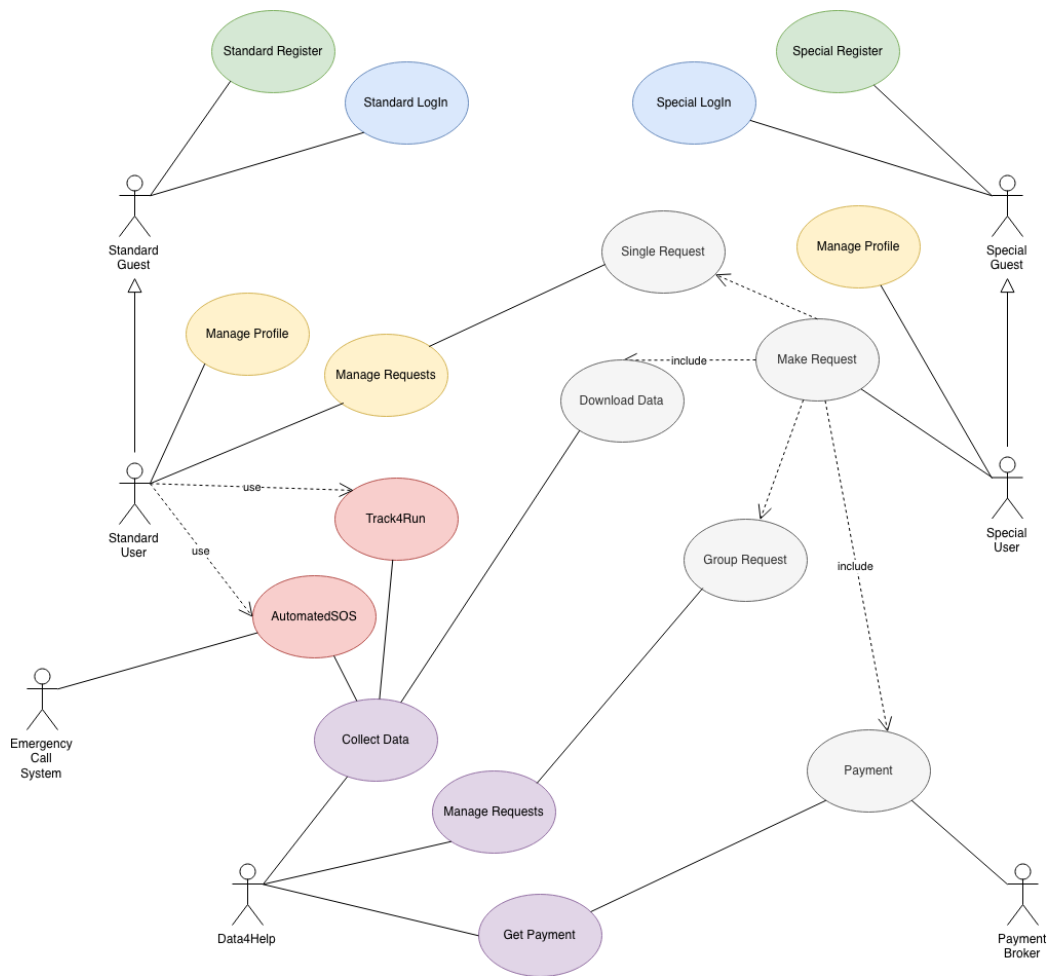 Standard Register
Special Register
Standard LogIn
Special LogIn
Standard
Guest
Special
Guest
Single Request
Manage Profile
Manage Profile
Manage Requests
include
Make Request
Download Data
use
Track4Run
Standard
User
Special
User
use
Group Request
include
AutomatedSOS
Emergency
Call
System
Collect Data
Payment
Manage Requests
Data4Help
Get Payment
Payment
Broker